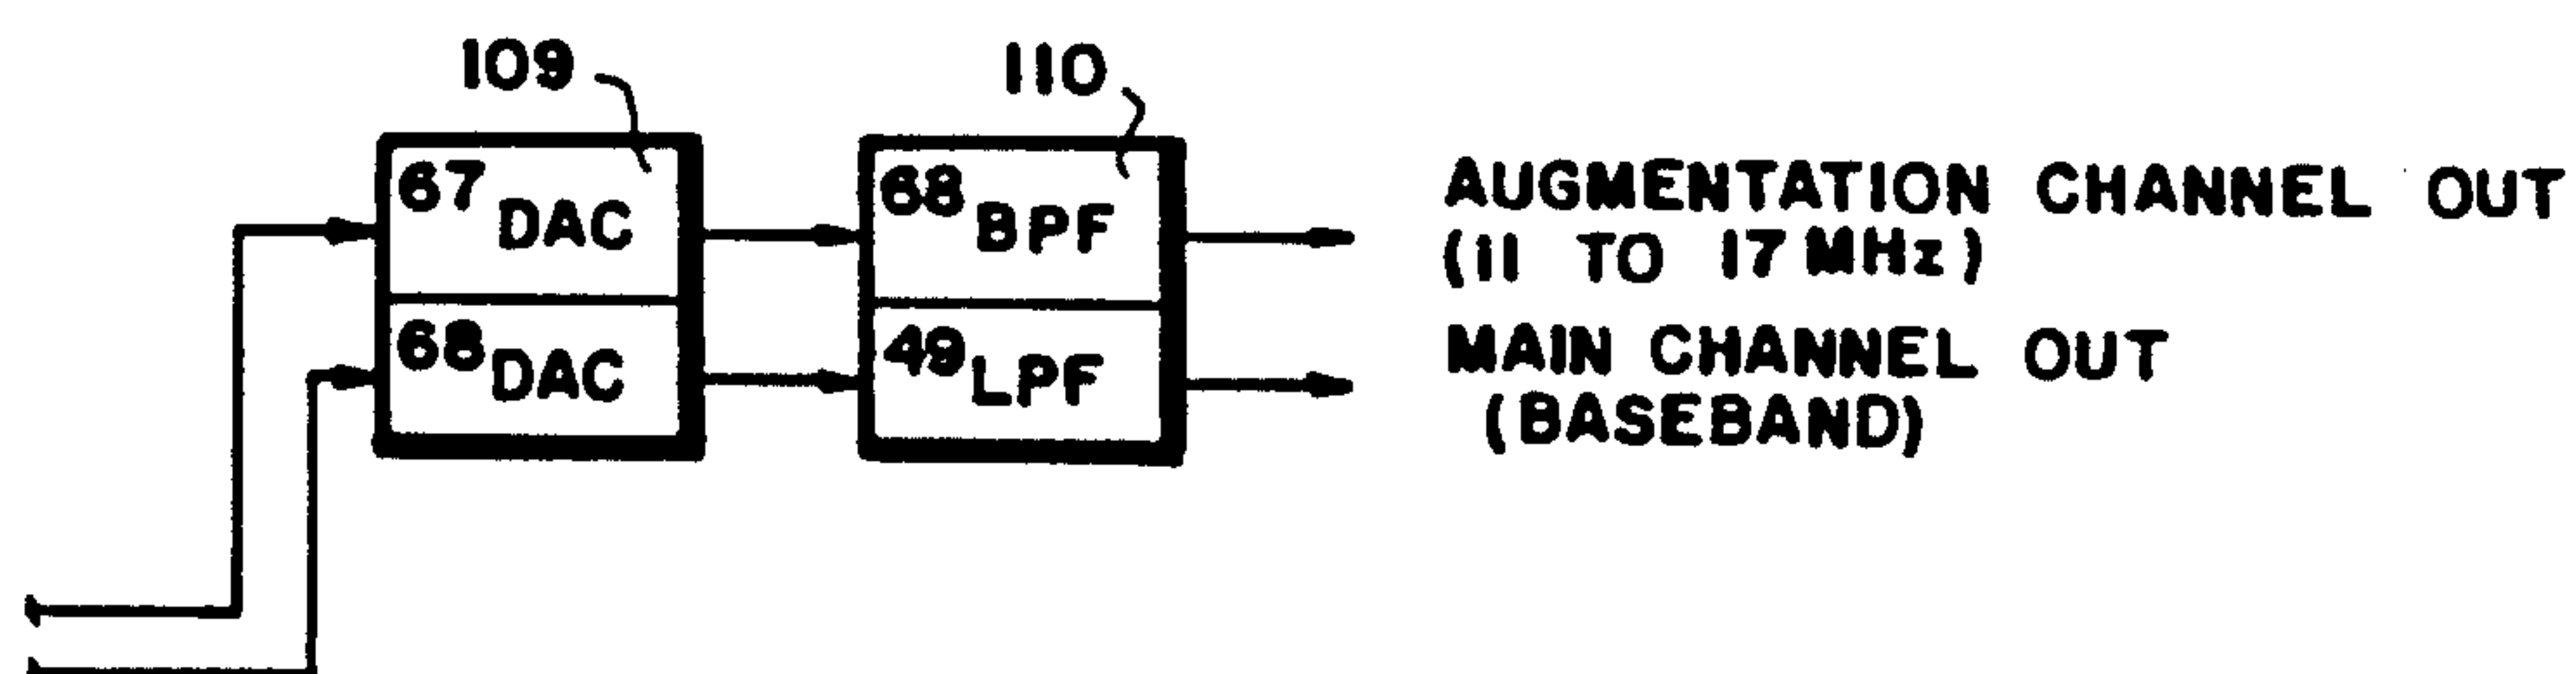 109
110
67 DAC
68 BPF
AUGMENTATION CHANNEL OUT
(11 TO 17 MHz)
68 DAC
49 LPF
MAIN CHANNEL OUT
(BASEBAND)